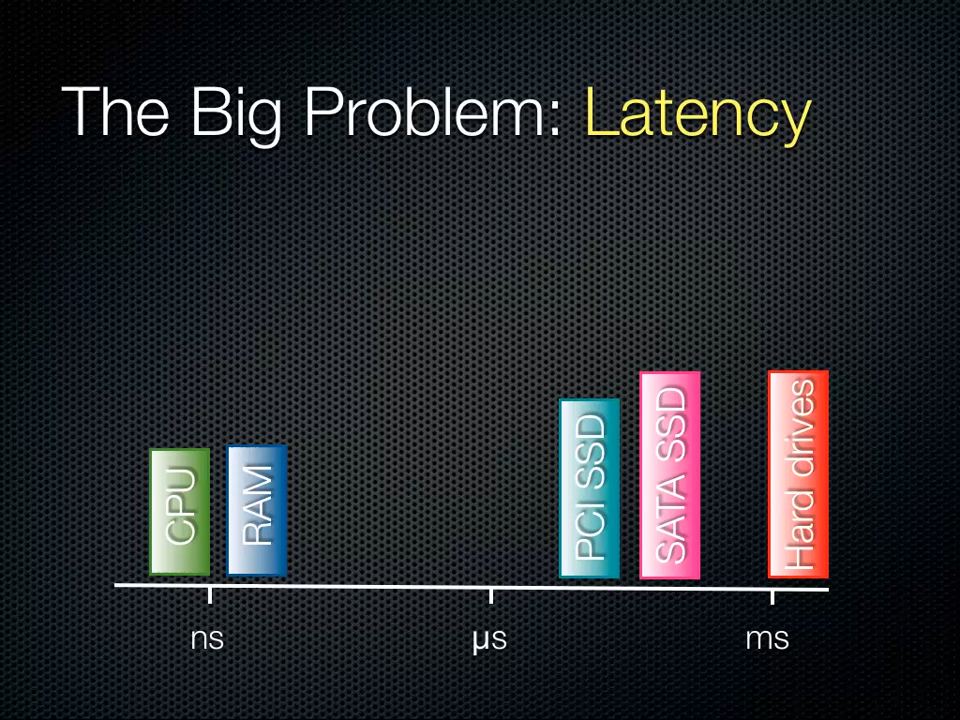 The Big Problem: Latency
CPU
RAM
PCI SSD
SATA SSD
Hard drives
ns
µs
ms